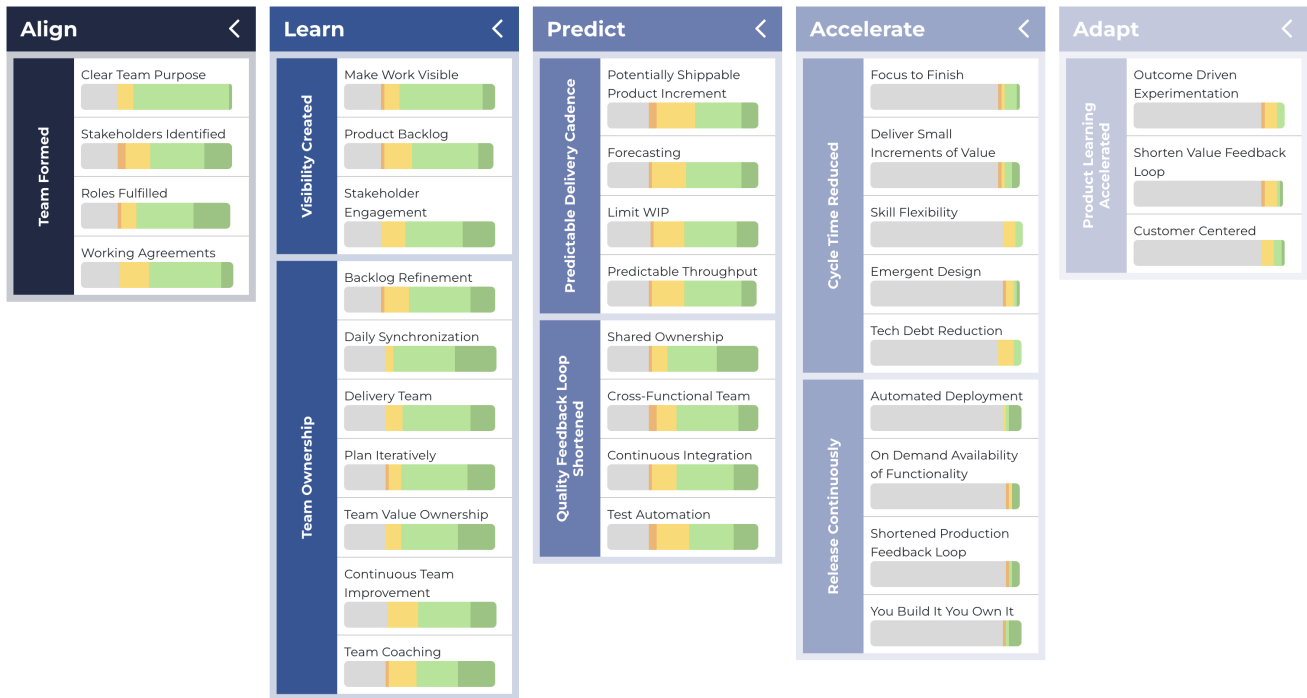 Align
Team Formed
Clear Team Purpose
Stakeholders Identified
Roles Fulfilled
Working Agreements
Learn
Visibility Created
Make Work Visible
Product Backlog
Stakeholder
Engagement
Team Ownership
Backlog Refinement
Daily Synchronization
Delivery Team
Plan Iteratively
Team Value Ownership
Continuous Team
Improvement
Team Coaching
Predict
Predictable Delivery Cadence
Potentially Shippable
Product Increment
Forecasting
Limit WIP
Predictable Throughput
Quality Feedback Loop
Shortened
Shared Ownership
Cross-Functional Team
Continuous Integration
Test Automation
Accelerate
Cycle Time Reduced
Focus to Finish
Deliver Small
Increments of Value
Skill Flexibility
Emergent Design
Tech Debt Reduction
Release Continuously
Automated Deployment
On Demand Availability
of Functionality
Shortened Production
Feedback Loop
You Build It You Own It
Adapt
Product Learning
Accelerated
Outcome Driven
Experimentation
Shorten Value Feedback
Loop
Customer Centered